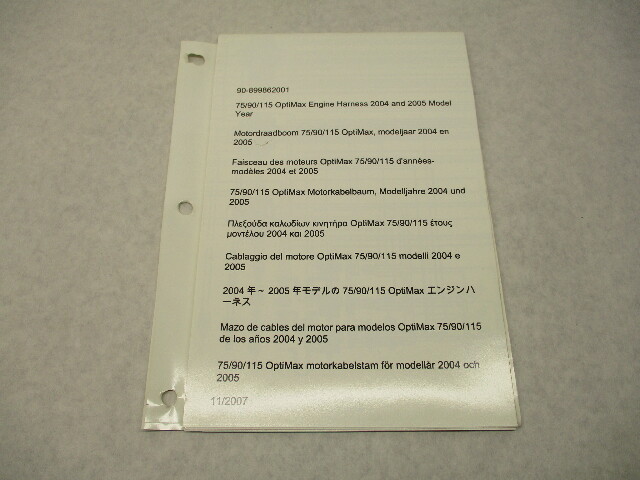 90-899862001
75/90/115 OptiMax Engine Harness 2004 and 2005 Model
Year
Motordraadboom 75/90/115 OptiMax, modeljaar 2004 en
2005
Faisceau des moteurs OptiMax 75/90/115 d'années-
modèles 2004 et 2005
75/90/115 OptiMax Motorkabelbaum, Modelljahre 2004 und
2005
Πλεξούδα καλωδίων κινητήρα OptiMax 75/90/115 έτους
μοντέλου 2004 και 2005
Cablaggio del motore OptiMax 75/90/115 modelli 2004 e
2005
2004 年 ~ 2005 年モデルの 75/90/115 OptiMax エンジンハ
ーネス
Mazo de cables del motor para modelos OptiMax 75/90/115
de los años 2004 y 2005
75/90/115 OptiMax motorkabelstam för modellår 2004 och
2005
11/2007